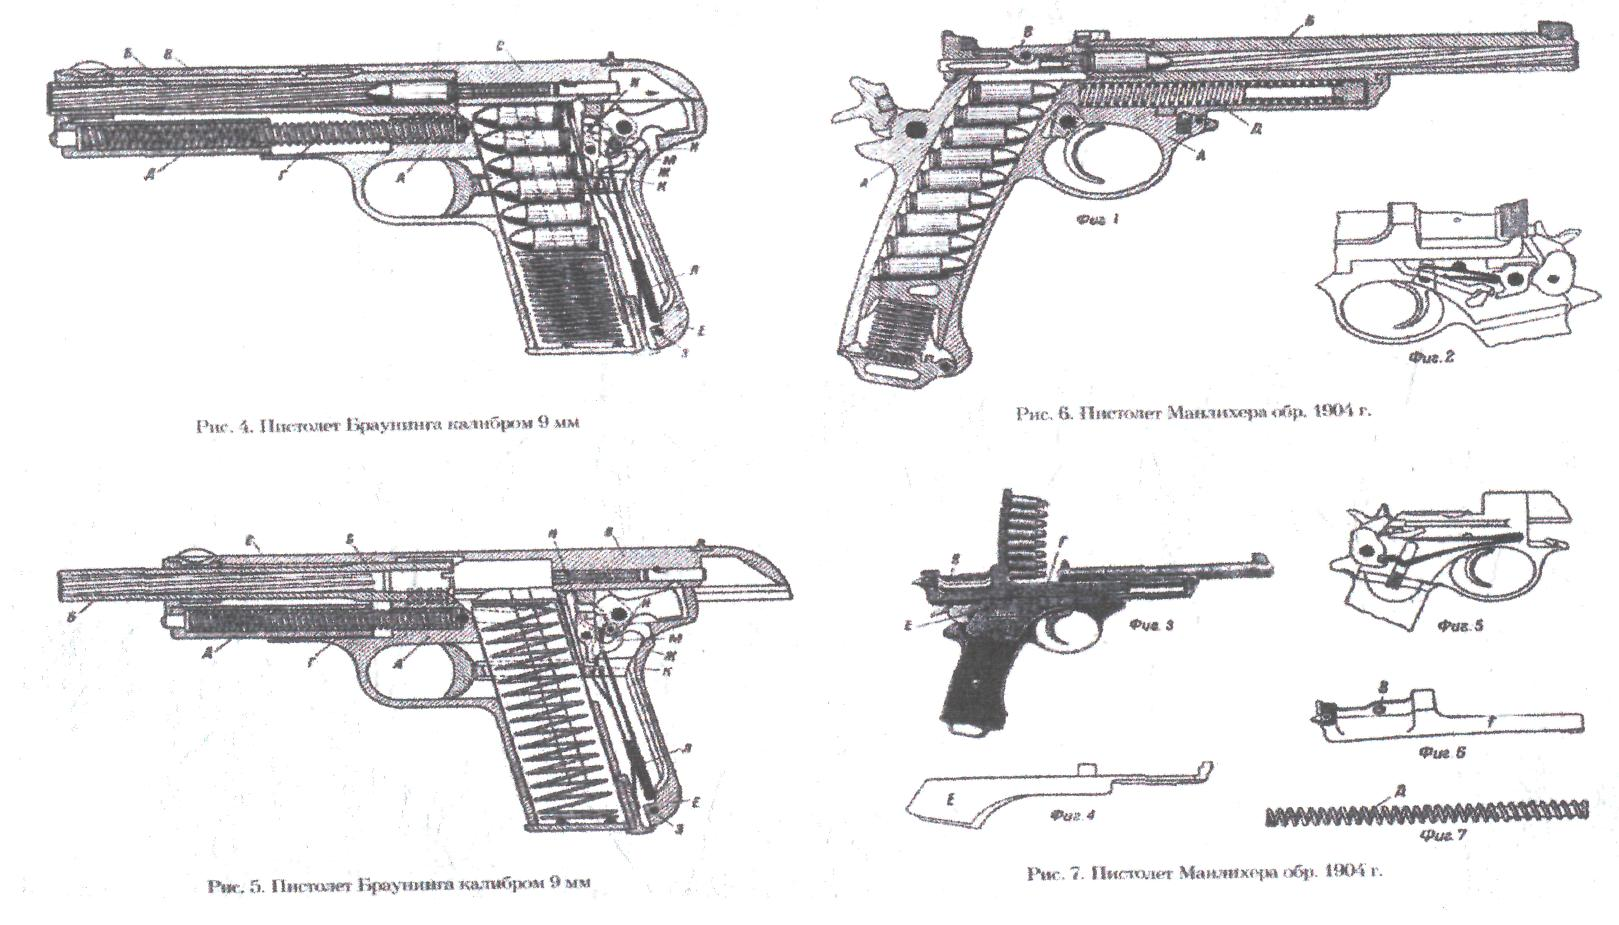 Б
В
С
И
Д
Г
А
М
Ж
К
Л
Е
З
Рис. 4. Пистолет Браунинга калибром 9 мм
В
Б
Д
А
А
Фиг. 1
Фиг. 2
Рис. 6. Пистолет Манлихера обр. 1904 г.
Б
Б
Д
Г
А
М
Ж
К
Л
Е
З
Рис. 5. Пистолет Браунинга калибром 9 мм
Г
Е
Фиг. 3
Фиг. 5
В
Г
Фиг. 6
Е
Фиг. 4
Д
Фиг. 7
Рис. 7. Пистолет Манлихера обр. 1904 г.